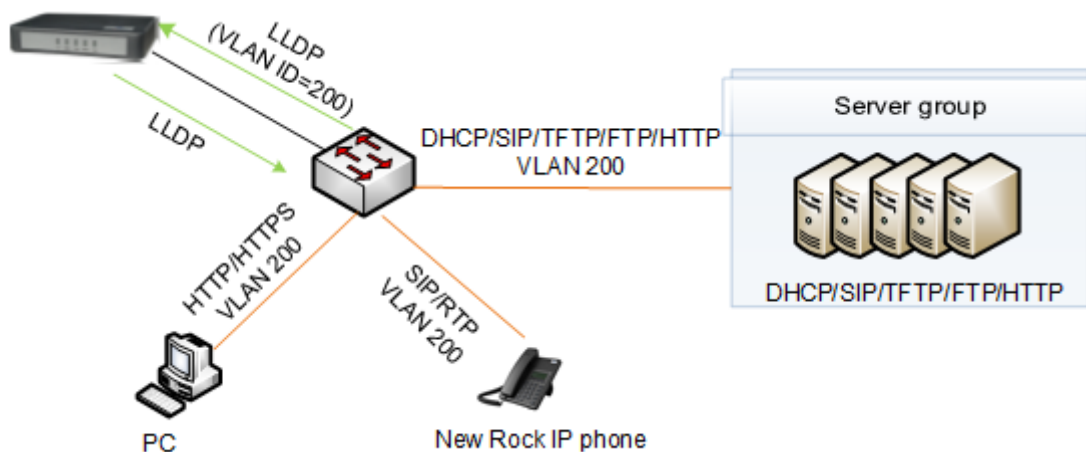 LLDP
(VLAN ID=200)
LLDP
Server group
DHCP/SIP/TFTP/FTP/HTTP
VLAN 200
DHCP/SIP/TFTP/FTP/HTTP
HTTP/HTTPS
VLAN 200
SIP/RTP
VLAN 200
PC
New Rock IP phone